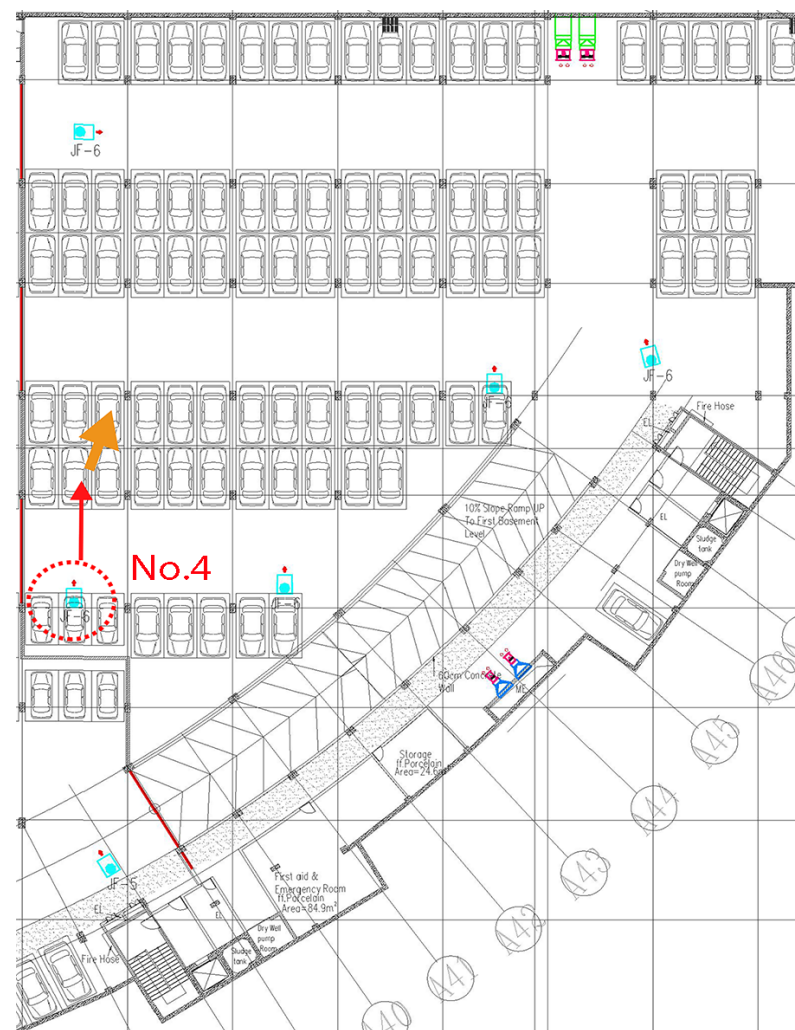 JF-6
JF-6
JF-6
Fire Hose
EL
10% Slope Ramp UP
To First Basement
Level
EL
Sludge
tank
Dry Well
pump
Room
No.4
JF-6
JF-6
60cm Concrete
Wall
ME
A46
A45
Storage
ff.Porcelain
A44
A43
JF-5
First aid &
Emergency Room
ff.Porcelain
Area=84.9m²
A42
EL
EL
Dry Well
pump
Room
Sludge
tank
Fire Hose
A41
A40